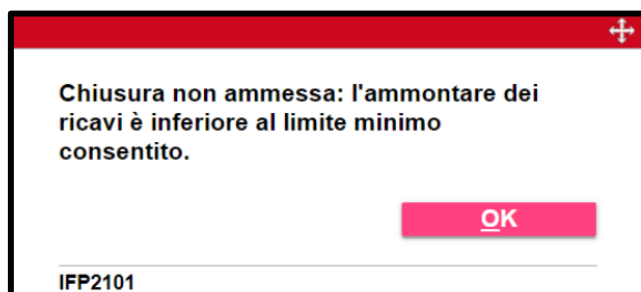 Chiusura non ammessa: l'ammontare dei
ricavi è inferiore al limite minimo
consentito.
OK
IFP2101